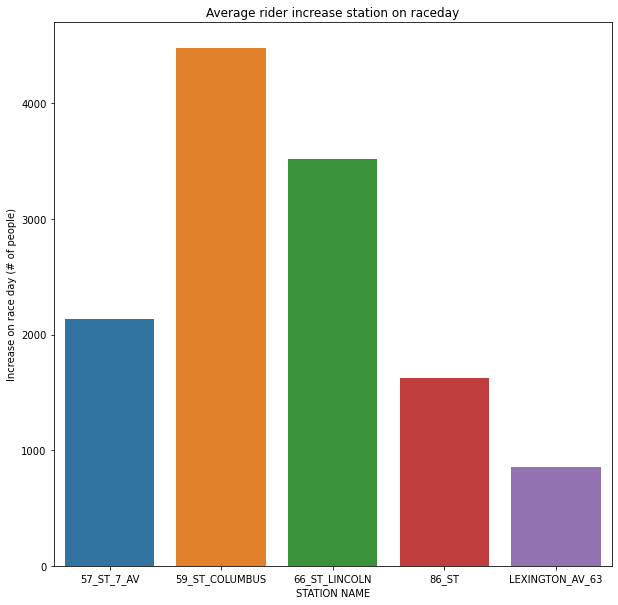 Average rider increase station on raceday
Increase on race day (# of people)
4000
3000
2000
1000
0
57_ST_7_AV 59_ST_COLUMBUS 66_ST_LINCOLN 86_ST LEXINGTON_AV_63
STATION NAME